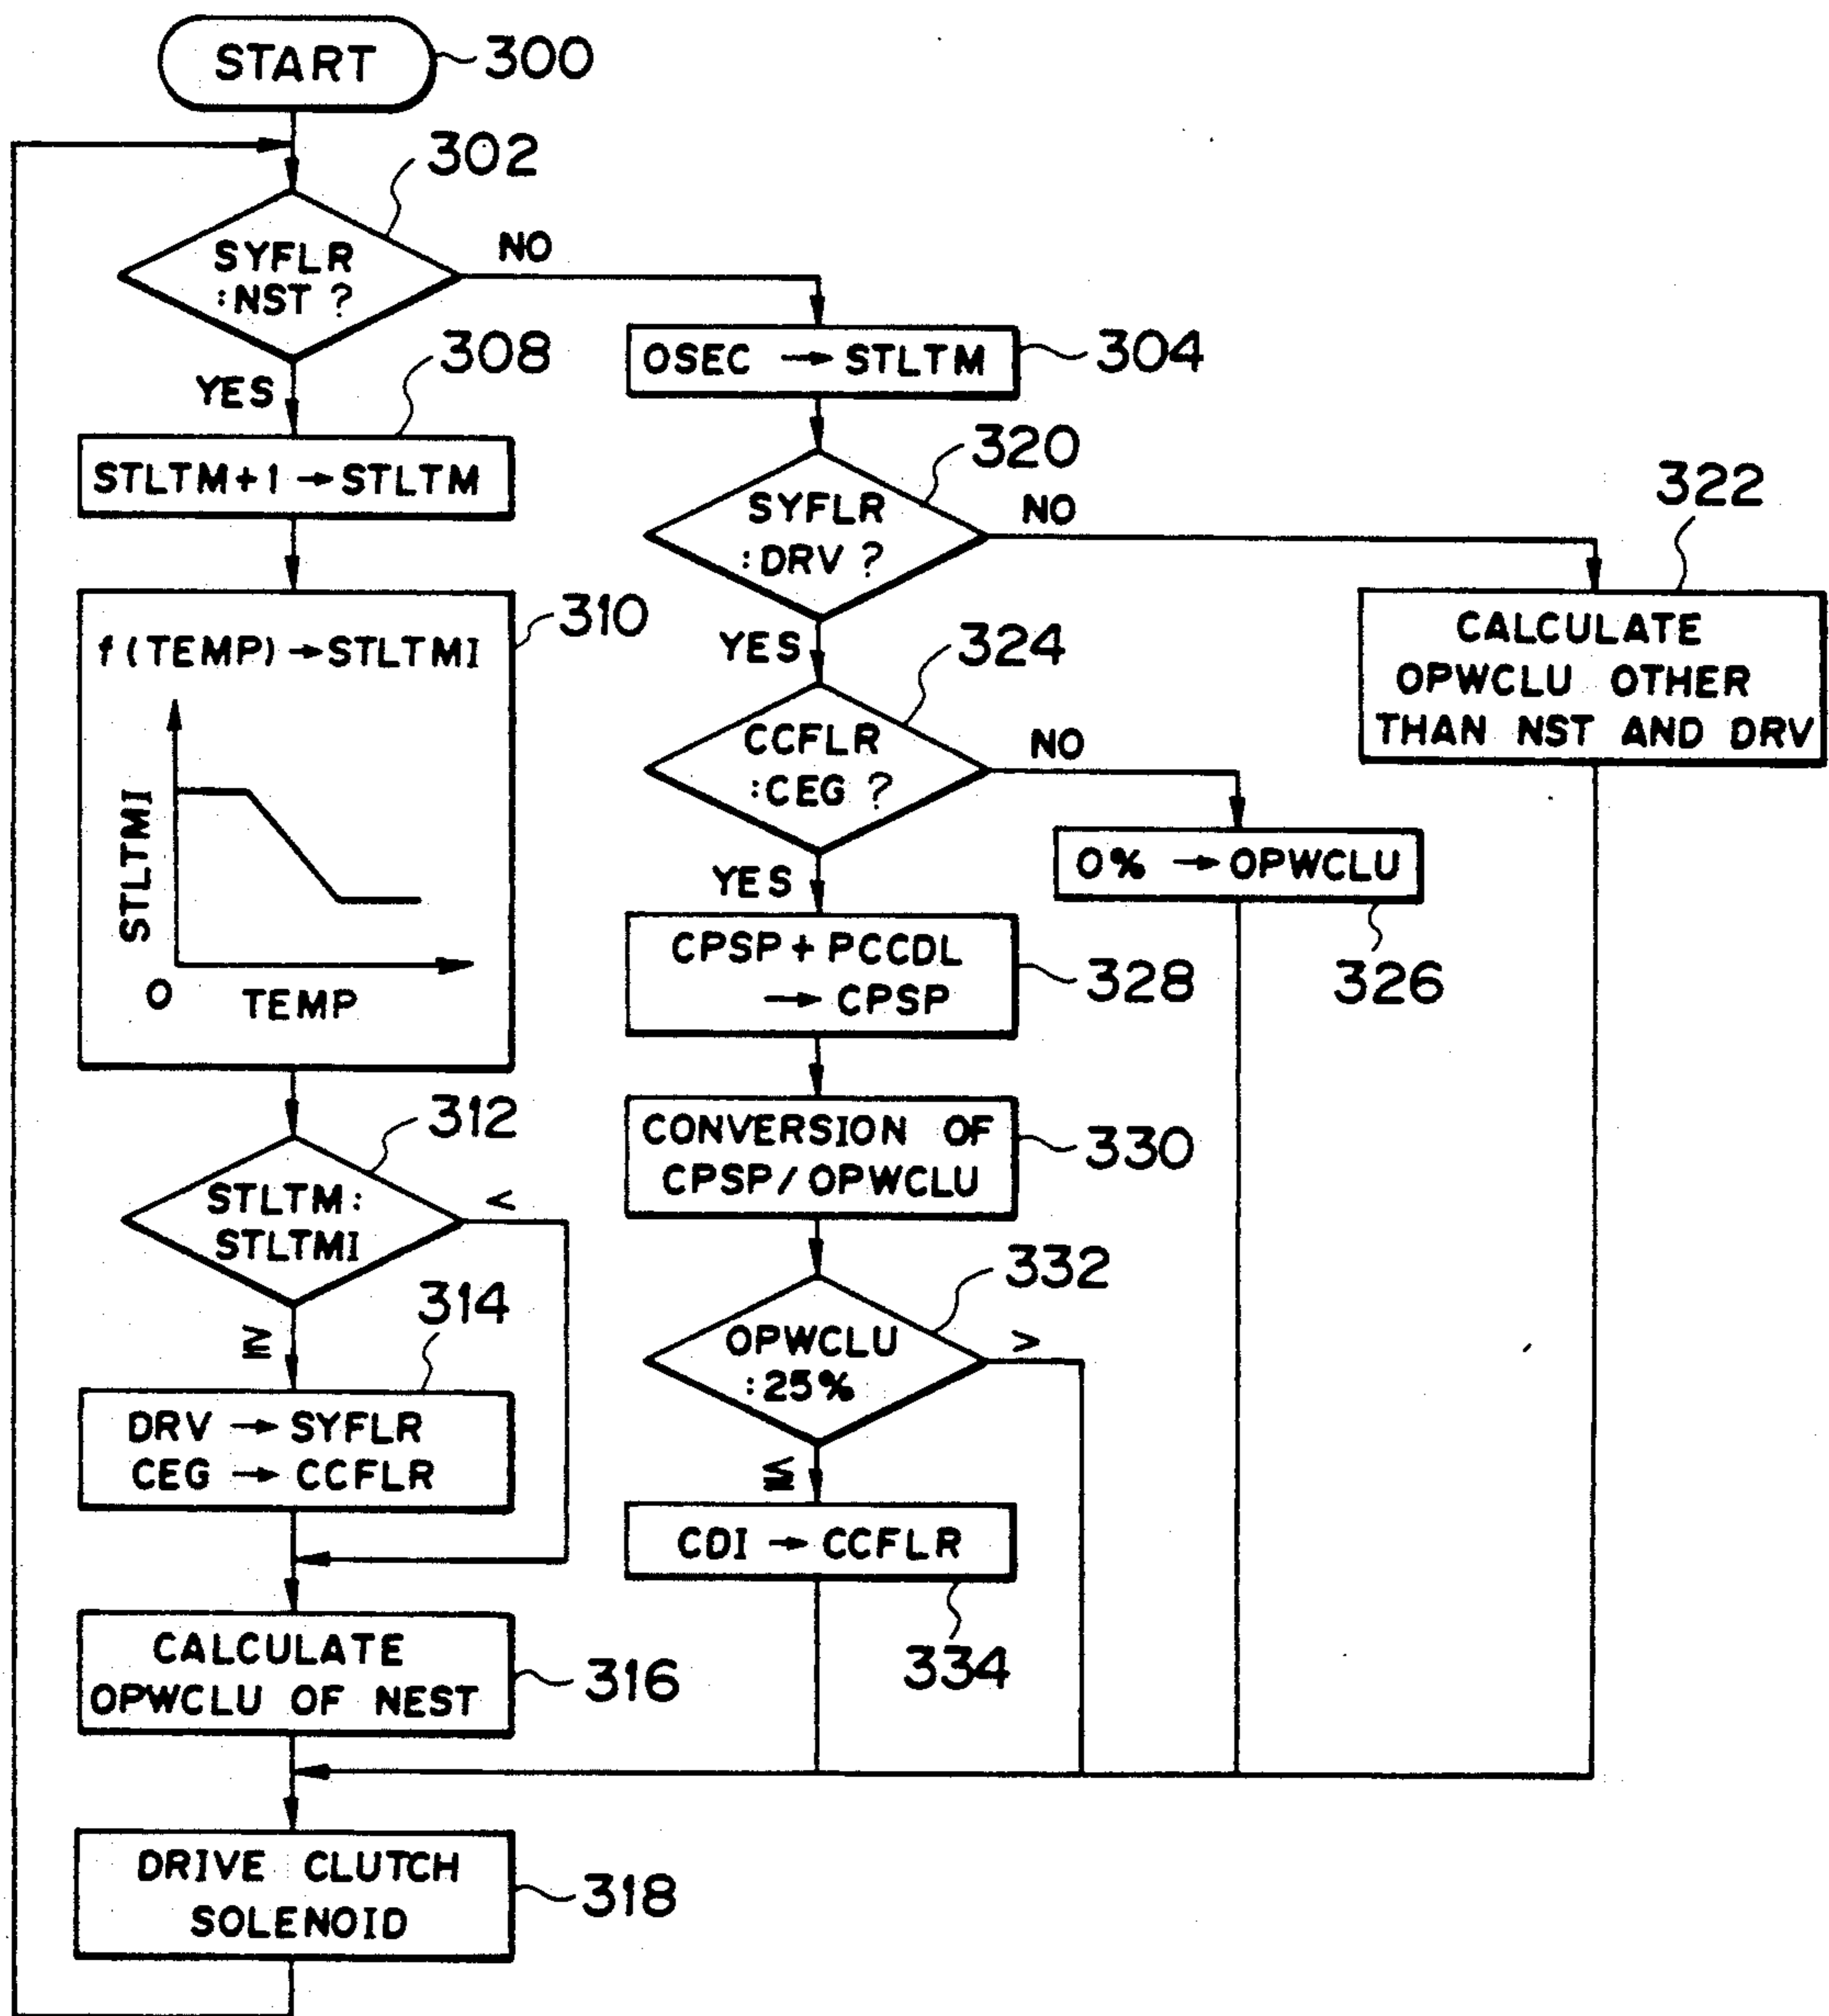 START
300
302
SYFLR
:NST ?
NO
YES
308
STLTM+1 → STLTM
OSEC → STLTM
304
320
SYFLR
:DRV ?
NO
YES
322
CALCULATE
OPWCLU OTHER
THAN NST AND DRV
310
f(TEMP)→STLTMI
STLTMI
O
TEMP
324
CCFLR
:CEG ?
NO
YES
0% → OPWCLU
326
CPSP + PCCDL
→ CPSP
328
CONVERSION OF
CPSP/OPWCLU
330
312
STLTM:
STLTMI
<
≧
314
DRV → SYFLR
CEG → CCFLR
332
OPWCLU
:25%
>
≦
CDI → CCFLR
334
CALCULATE
OPWCLU OF NEST
316
DRIVE CLUTCH
SOLENOID
318